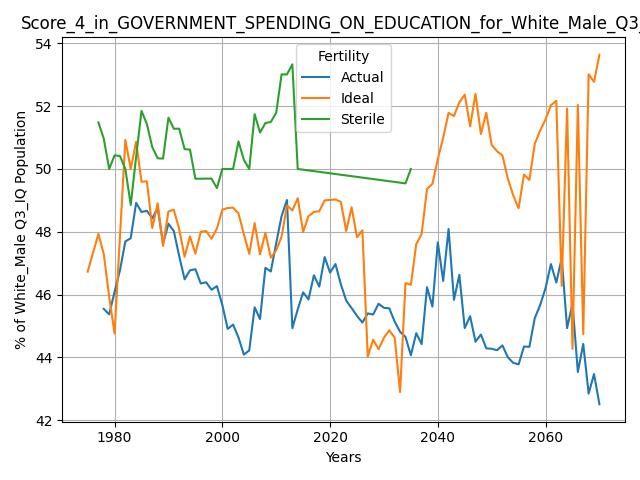 Score_4_in_GOVERNMENT_SPENDING_ON_EDUCATION_for_White_Male_Q3_
54
52
50
48
46
44
42
% of White_Male Q3_IQ Population
Fertility
Actual
Ideal
Sterile
1980
2000
2020
2040
2060
Years